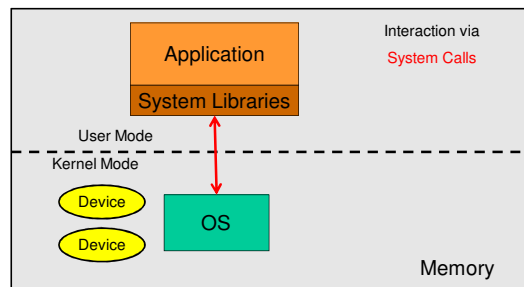 Interaction via
System Calls
Application
System Libraries
User Mode
Kernel Mode
Device
OS
Device
Memory